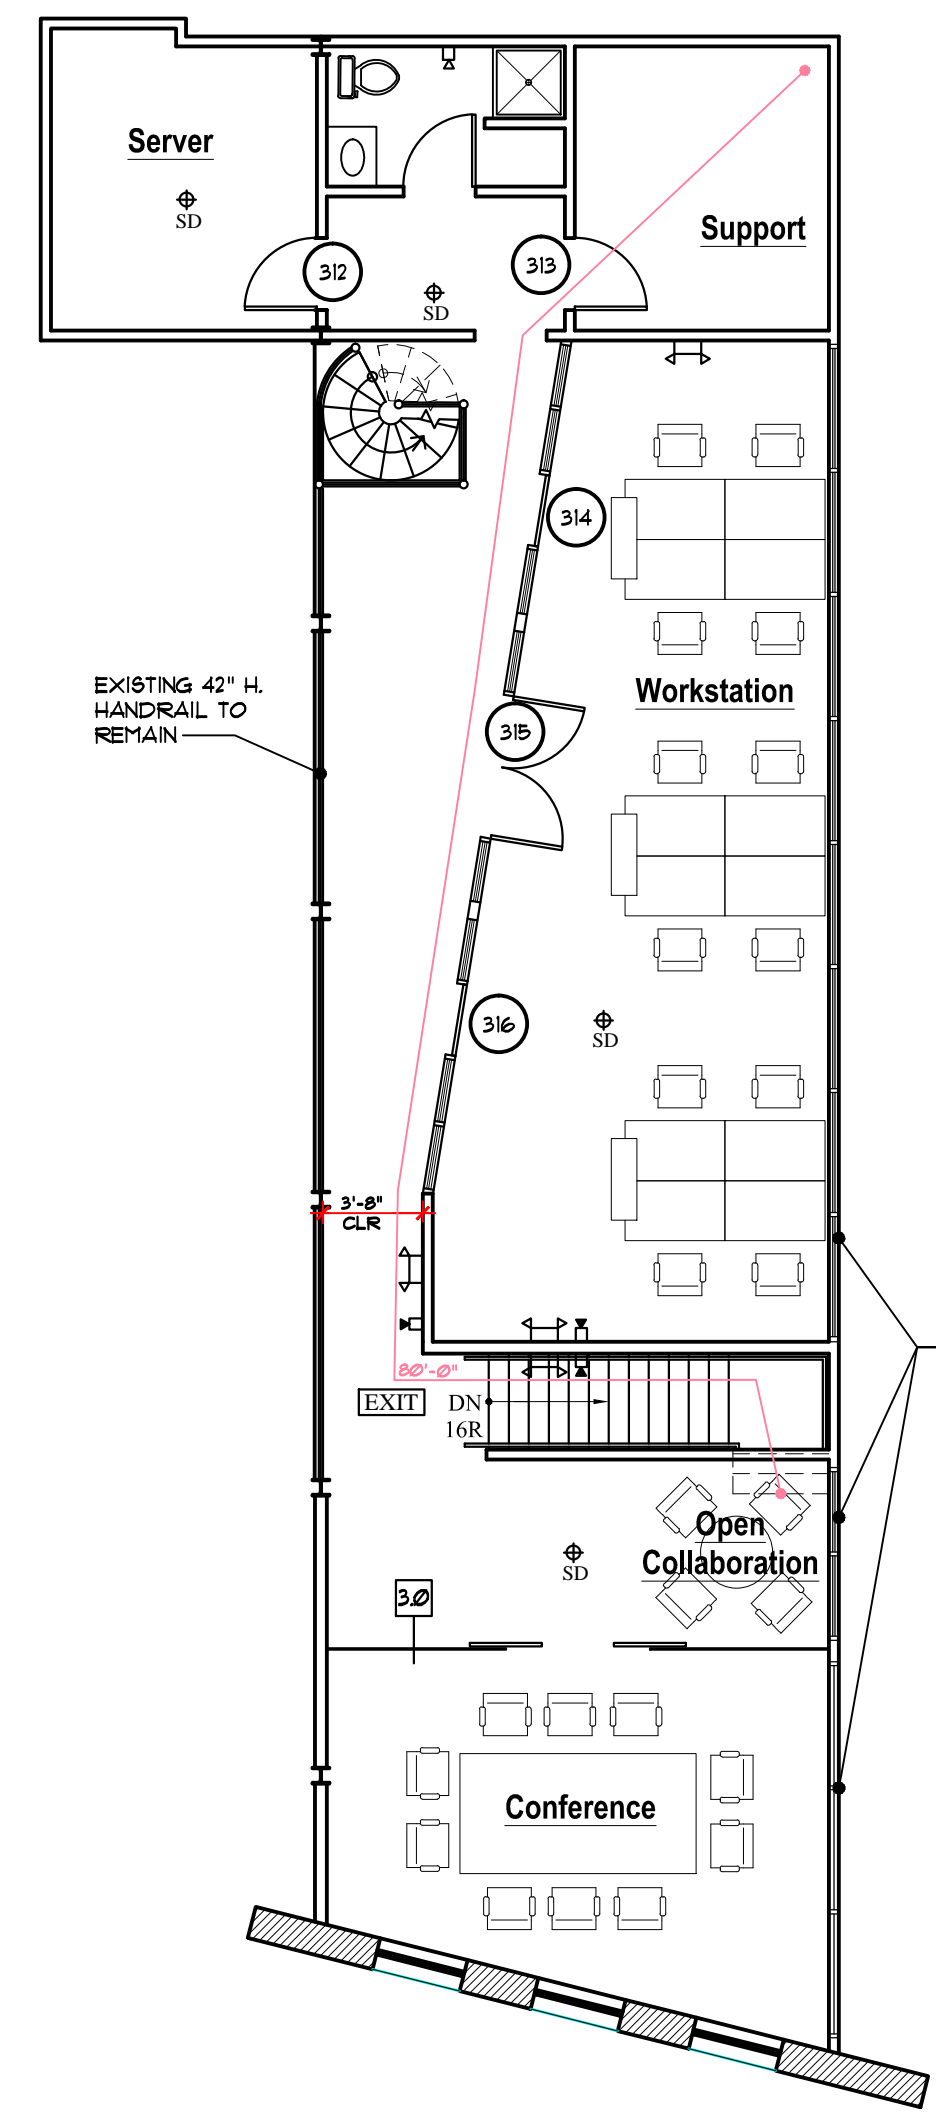 Server
SD
Support
312
313
SD
314
EXISTING 42" H.
HANDRAIL TO
REMAIN
Workstation
315
316
SD
3'-8"
CLR
80'-0"
EXIT
DN
16R
Open
Collaboration
SD
3.0
Conference